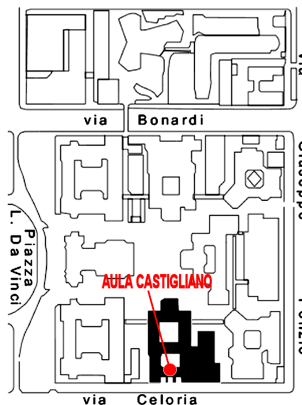 via Bonardi
AULA CASTIGLIANO
Piazza
L. Da Vinci
via Celoria